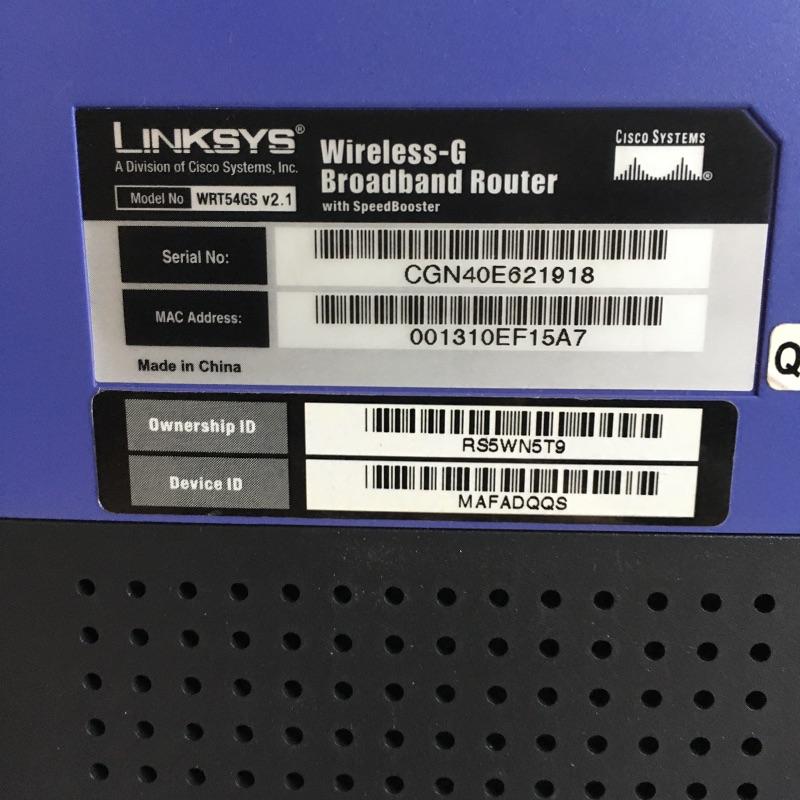 LINKSYS®
A Division of Cisco Systems, Inc.
Model No WRT54GS v2.1
Wireless-G
Broadband Router
with SpeedBooster
CISCO SYSTEMS
®
Serial No:
CGN40E621918
MAC Address:
001310EF15A7
Made in China
Q
Ownership ID
RS5WN5T9
Device ID
MAFADQQS